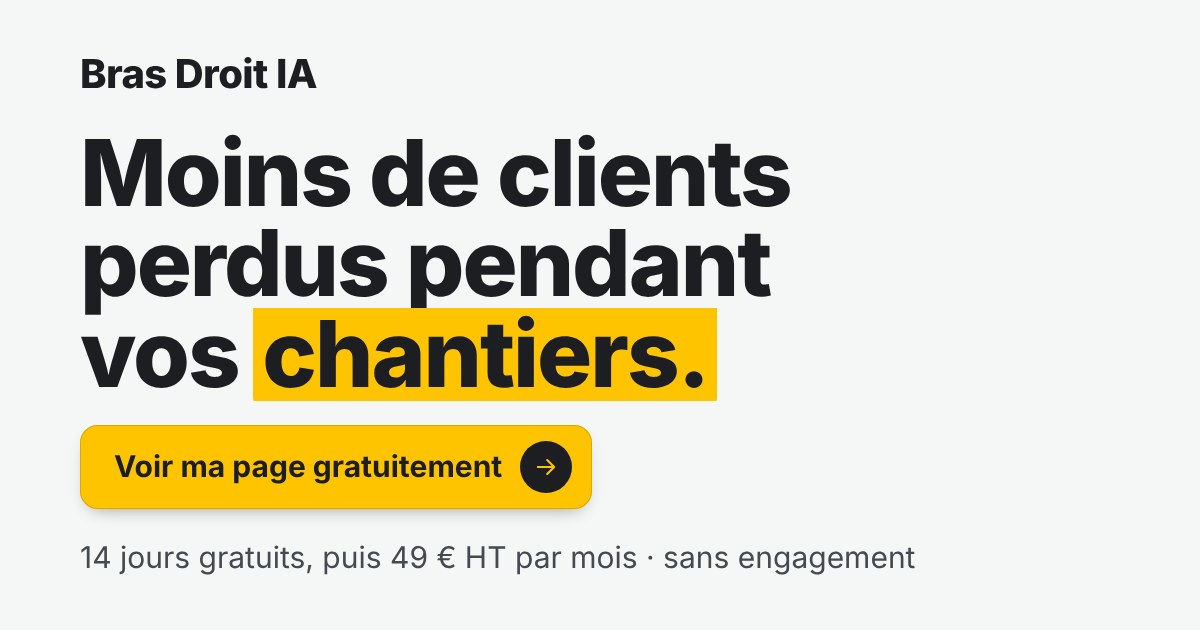 Bras Droit IA
Moins de clients
perdus pendant
vos chantiers.
Voir ma page gratuitement
14 jours gratuits, puis 49 € HT par mois · sans engagement